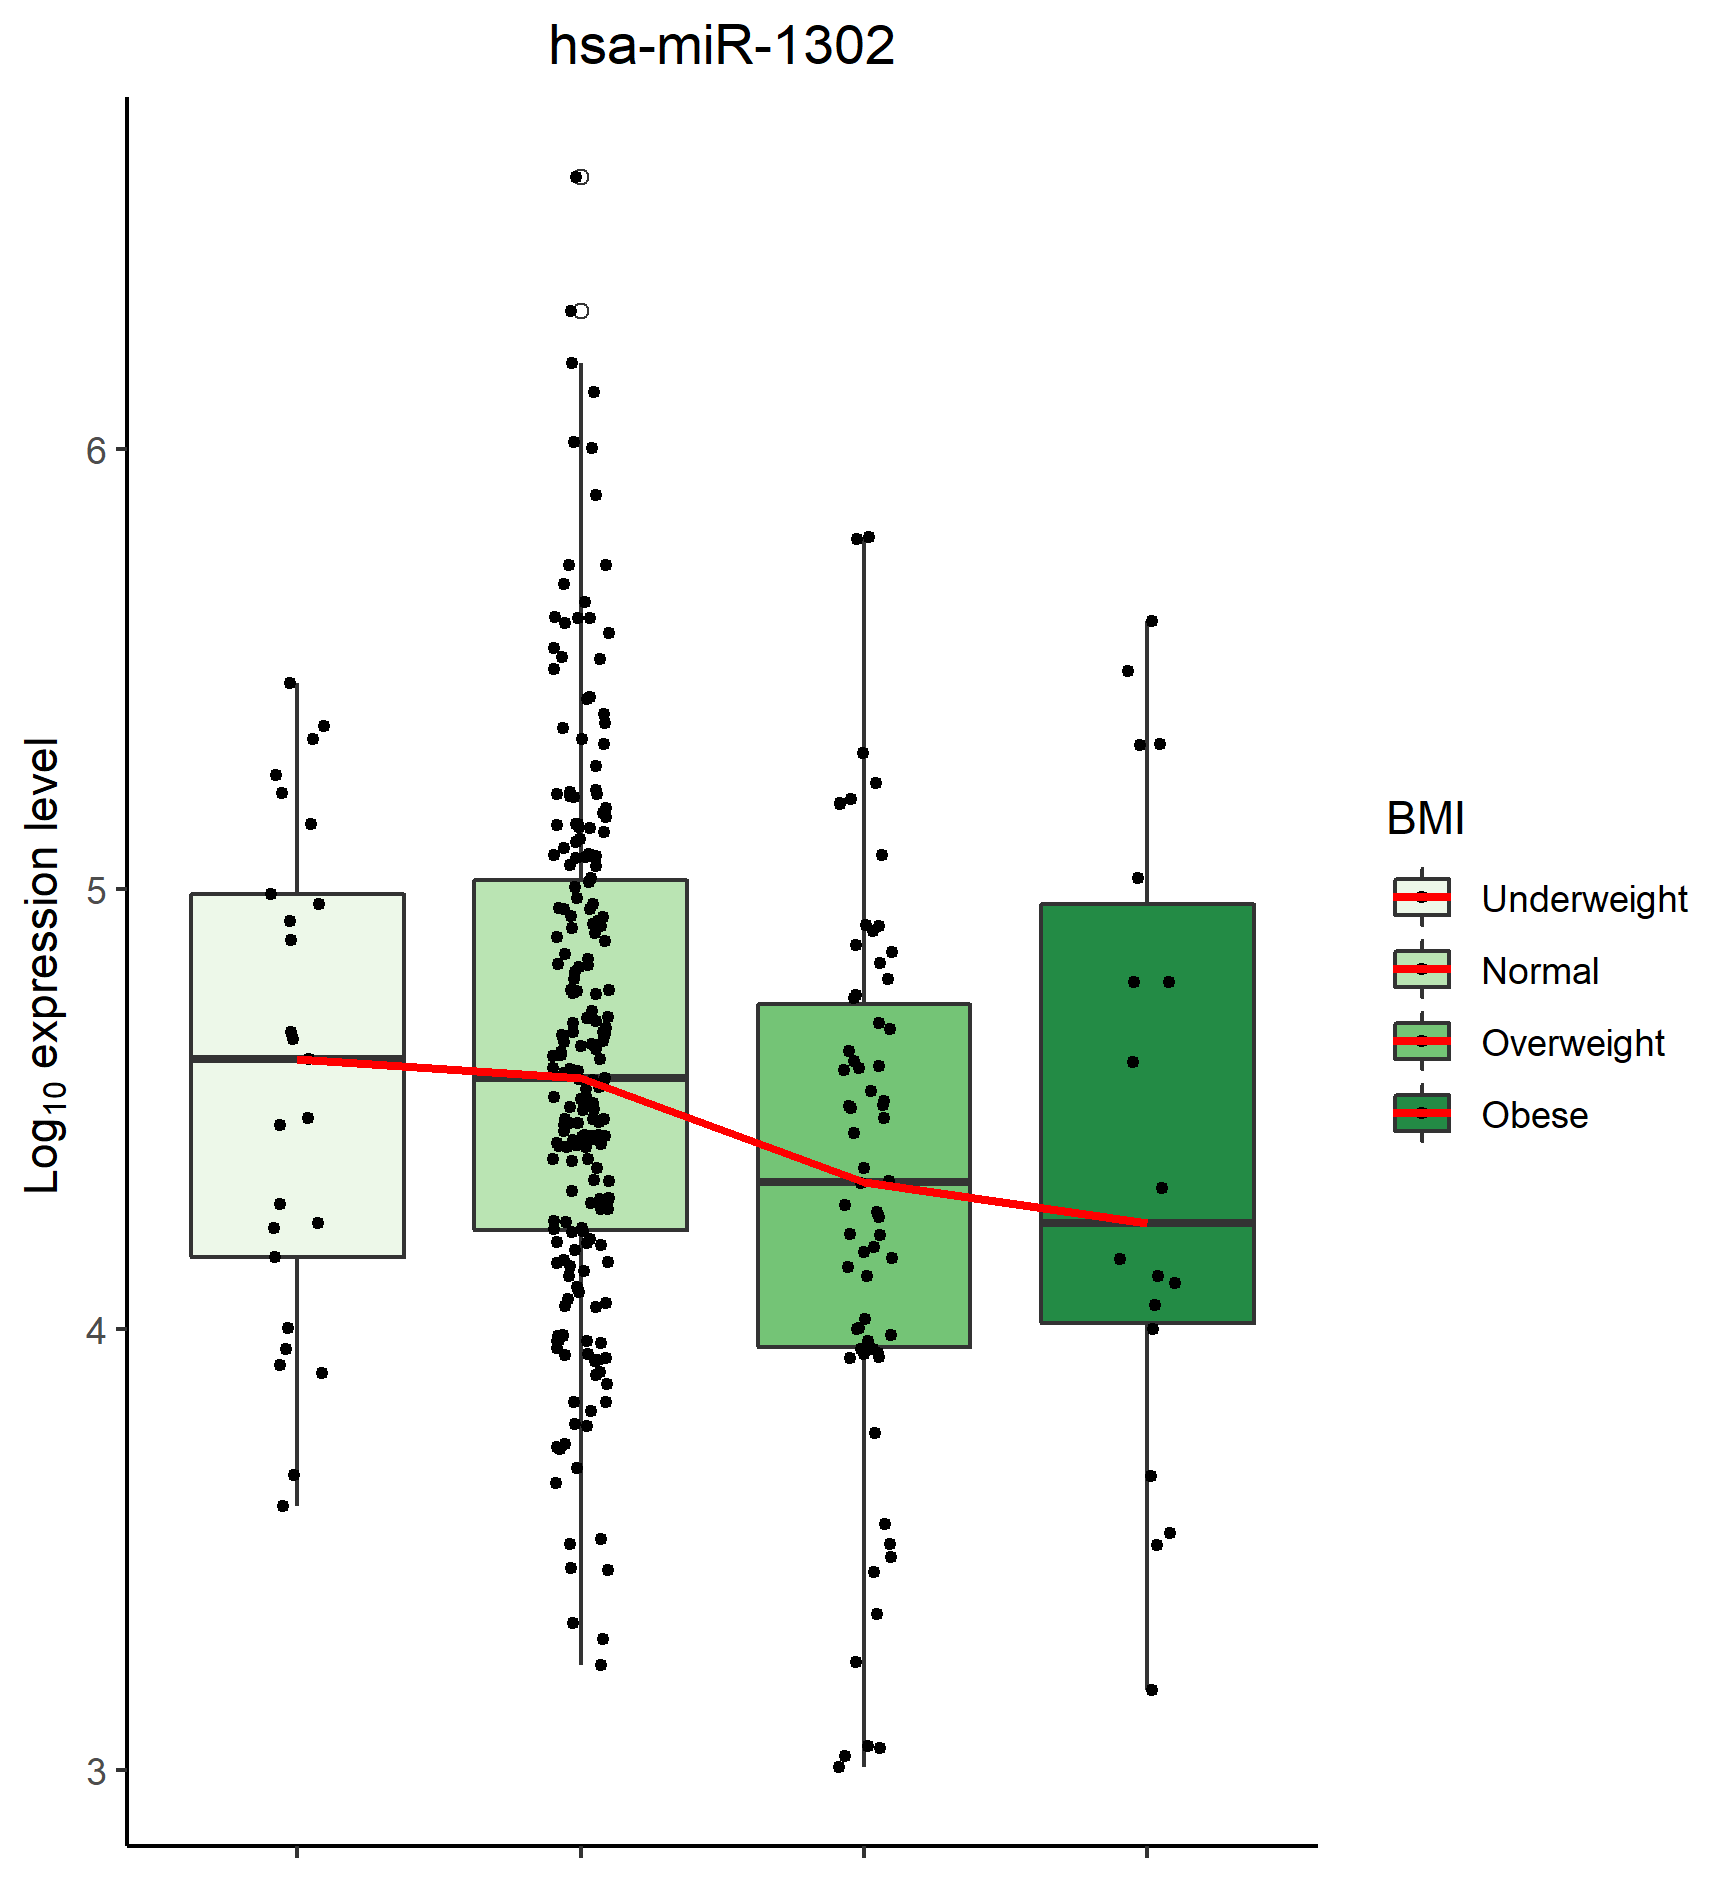 hsa-miR-1302
Log₁₀ expression level
6
5
4
3
BMI
Underweight
Normal
Overweight
Obese